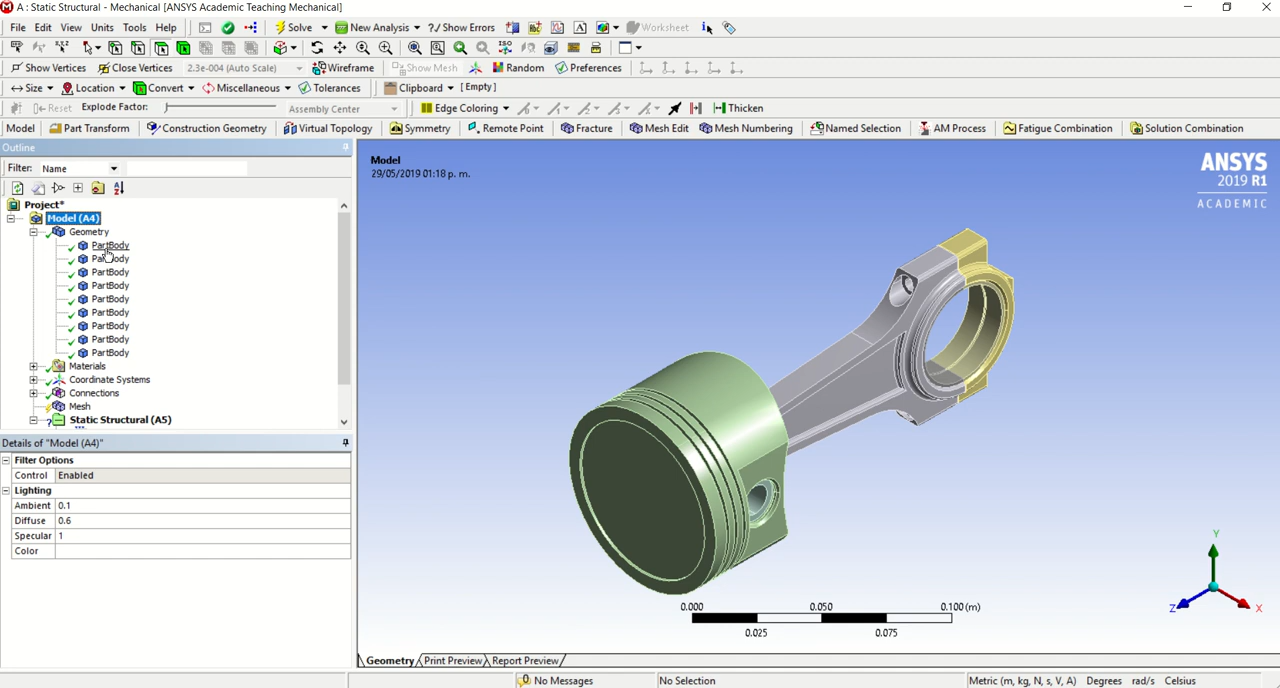 A : Static Structural - Mechanical [ANSYS Academic Teaching Mechanical]
File Edit View Units Tools Help Solve New Analysis ?/ Show Errors Worksheet
Show Vertices Close Vertices 2.3e-004 (Auto Scale) Wireframe Show Mesh Random Preferences
Size Location Convert Miscellaneous Tolerances Clipboard [ Empty ]
Reset Explode Factor: Assembly Center Edge Coloring Thicken
Model Part Transform Construction Geometry Virtual Topology Symmetry Remote Point Fracture Mesh Edit Mesh Numbering Named Selection AM Process Fatigue Combination Solution Combination
Outline
Filter: Name
Project*
Model (A4)
Geometry
PartBody
PartBody
PartBody
PartBody
PartBody
PartBody
PartBody
PartBody
PartBody
Materials
Coordinate Systems
Connections
Mesh
Static Structural (A5)
Details of "Model (A4)"
Filter Options
Control Enabled
Lighting
Ambient 0.1
Diffuse 0.6
Specular 1
Color
Model
29/05/2019 01:18 p. m.
ANSYS
2019 R1
ACADEMIC
Y
Z
X
0.000 0.050 0.100 (m)
0.025 0.075
Geometry Print Preview Report Preview
No Messages No Selection Metric (m, kg, N, s, V, A) Degrees rad/s Celsius